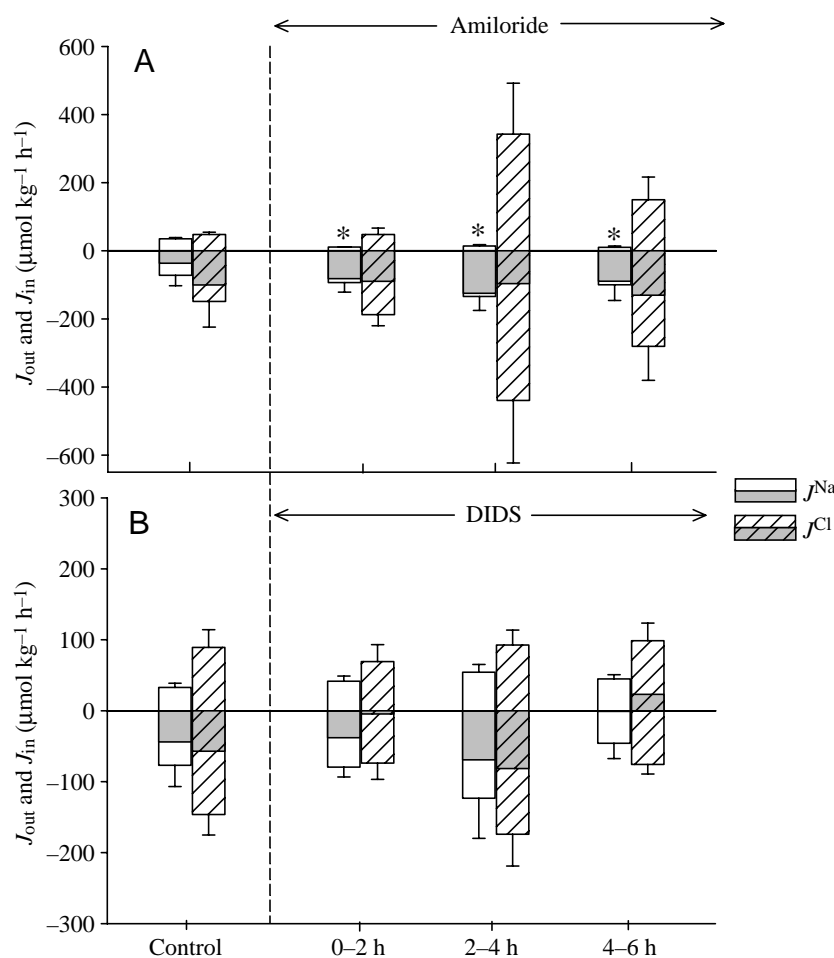 Amiloride
A
600
400
200
0
–200
–400
–600
J_out and J_in (µmol kg⁻¹ h⁻¹)
* * *
J^Na
J^Cl
DIDS
B
300
200
100
0
–100
–200
–300
J_out and J_in (µmol kg⁻¹ h⁻¹)
Control 0–2 h 2–4 h 4–6 h